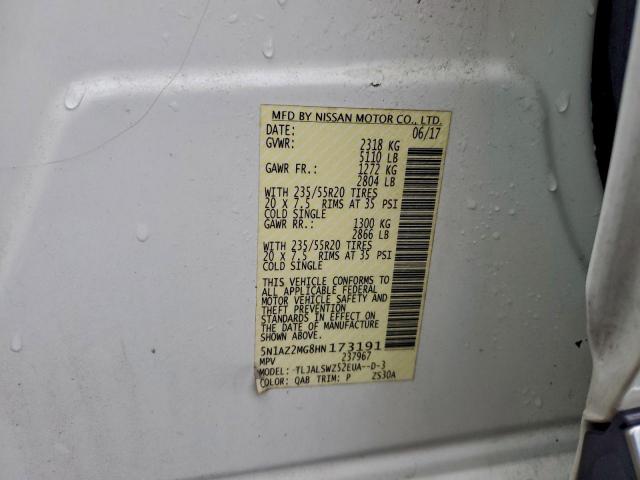 MFD BY NISSAN MOTOR CO., LTD.
DATE: 06/17
GVWR: 2318 KG
5110 LB
GAWR FR.: 1272 KG
2804 LB
WITH 235/55R20 TIRES
20 X 7.5 RIMS AT 35 PSI
COLD SINGLE
GAWR RR.: 1300 KG
2866 LB
WITH 235/55R20 TIRES
20 X 7.5 RIMS AT 35 PSI
COLD SINGLE
THIS VEHICLE CONFORMS TO
ALL APPLICABLE FEDERAL
MOTOR VEHICLE SAFETY AND
THEFT PREVENTION
STANDARDS IN EFFECT ON
THE DATE OF MANUFACTURE
SHOWN ABOVE.
5N1AZ2MG8HN173191
MPV 237967
MODEL: TLJALSWZ52EUA--D-3
COLOR: QAB TRIM: P ZS30A